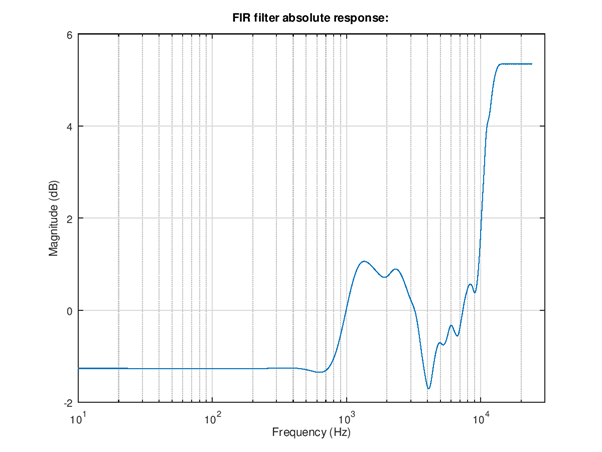 FIR filter absolute response:
6
4
2
0
-2
Magnitude (dB)
10^1 10^2 10^3 10^4
Frequency (Hz)